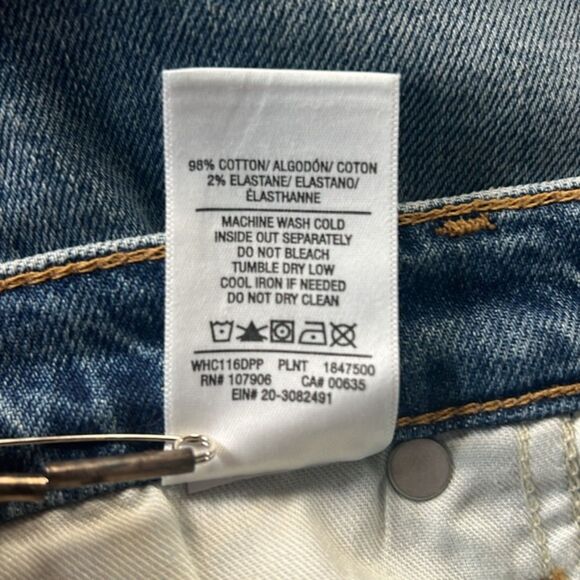 98% COTTON/ ALGODÓN/ COTON
2% ELASTANE/ ELASTANO/
ÉLASTHANNE
MACHINE WASH COLD
INSIDE OUT SEPARATELY
DO NOT BLEACH
TUMBLE DRY LOW
COOL IRON IF NEEDED
DO NOT DRY CLEAN
WHC116DPP PLNT 1847500
RN# 107906 CA# 00635
EIN# 20-3082491